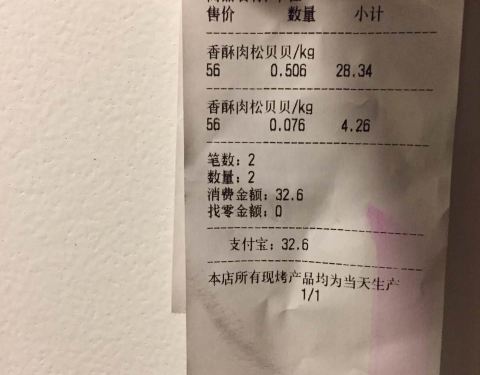 售价 数量 小计
香酥肉松贝贝/kg
56 0.506 28.34
香酥肉松贝贝/kg
56 0.076 4.26
笔数：2
数量：2
消费金额：32.6
找零金额：0
支付宝：32.6
本店所有现烤产品均为当天生产
1/1